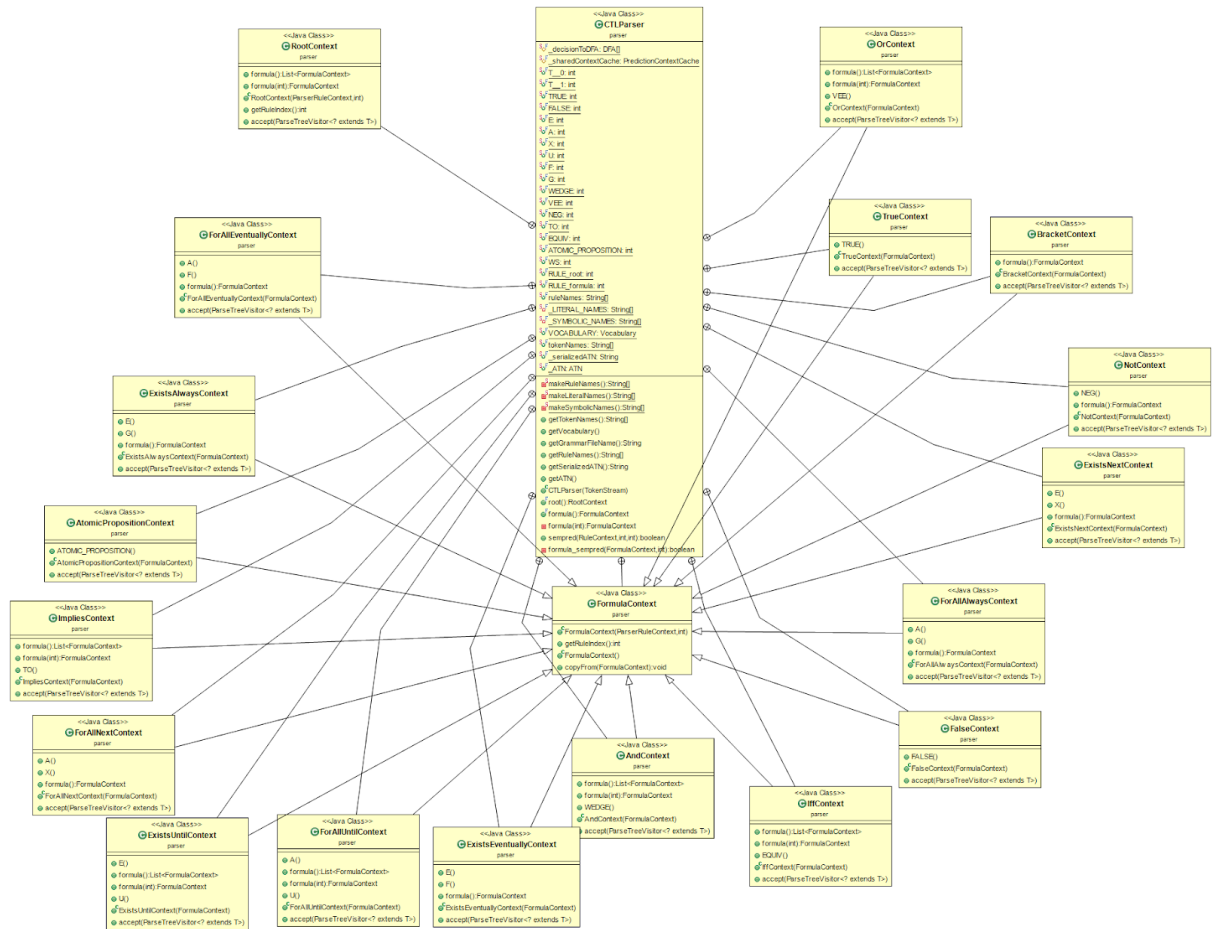 <<Java Class>>
CTLParser
parser
_decisionToDFA: DFA[]
_sharedContextCache: PredictionContextCache
T__0: int
T__1: int
TRUE: int
FALSE: int
E: int
A: int
X: int
U: int
F: int
G: int
WEDGE: int
VEE: int
NEG: int
TO: int
EQUIV: int
ATOMIC_PROPOSITION: int
WS: int
RULE_root: int
RULE_formula: int
ruleNames: String[]
_LITERAL_NAMES: String[]
_SYMBOLIC_NAMES: String[]
VOCABULARY: Vocabulary
tokenNames: String[]
_serializedATN: String
_ATN: ATN
makeRuleNames():String[]
makeLiteralNames():String[]
makeSymbolicNames():String[]
getTokenNames():String[]
getVocabulary()
getGrammarFileName():String
getRuleNames():String[]
getSerializedATN():String
getATN()
CTLParser(TokenStream)
root():RootContext
formula():FormulaContext
formula(int):FormulaContext
sempred(RuleContext,int,int):boolean
formula_sempred(FormulaContext,int):boolean
<<Java Class>>
RootContext
parser
formula():List<FormulaContext>
formula(int):FormulaContext
RootContext(ParserRuleContext,int)
getRuleIndex():int
accept(ParseTreeVisitor<? extends T>)
<<Java Class>>
OrContext
parser
formula():List<FormulaContext>
formula(int):FormulaContext
VEE()
OrContext(FormulaContext)
accept(ParseTreeVisitor<? extends T>)
<<Java Class>>
ForAllEventuallyContext
parser
A()
F()
formula():FormulaContext
ForAllEventuallyContext(FormulaContext)
accept(ParseTreeVisitor<? extends T>)
<<Java Class>>
TrueContext
parser
TRUE()
TrueContext(FormulaContext)
accept(ParseTreeVisitor<? extends T>)
<<Java Class>>
BracketContext
parser
formula():FormulaContext
BracketContext(FormulaContext)
accept(ParseTreeVisitor<? extends T>)
<<Java Class>>
ExistsAlwaysContext
parser
E()
G()
formula():FormulaContext
ExistsAlwaysContext(FormulaContext)
accept(ParseTreeVisitor<? extends T>)
<<Java Class>>
NotContext
parser
NEG()
formula():FormulaContext
NotContext(FormulaContext)
accept(ParseTreeVisitor<? extends T>)
<<Java Class>>
ExistsNextContext
parser
E()
X()
formula():FormulaContext
ExistsNextContext(FormulaContext)
accept(ParseTreeVisitor<? extends T>)
<<Java Class>>
AtomicPropositionContext
parser
ATOMIC_PROPOSITION()
AtomicPropositionContext(FormulaContext)
accept(ParseTreeVisitor<? extends T>)
<<Java Class>>
FormulaContext
parser
FormulaContext(ParserRuleContext,int)
getRuleIndex():int
FormulaContext()
copyFrom(FormulaContext):void
<<Java Class>>
ForAllAlwaysContext
parser
A()
G()
formula():FormulaContext
ForAllAlwaysContext(FormulaContext)
accept(ParseTreeVisitor<? extends T>)
<<Java Class>>
ImpliesContext
parser
formula():List<FormulaContext>
formula(int):FormulaContext
TO()
ImpliesContext(FormulaContext)
accept(ParseTreeVisitor<? extends T>)
<<Java Class>>
ForAllNextContext
parser
A()
X()
formula():FormulaContext
ForAllNextContext(FormulaContext)
accept(ParseTreeVisitor<? extends T>)
<<Java Class>>
FalseContext
parser
FALSE()
FalseContext(FormulaContext)
accept(ParseTreeVisitor<? extends T>)
<<Java Class>>
AndContext
parser
formula():List<FormulaContext>
formula(int):FormulaContext
WEDGE()
AndContext(FormulaContext)
accept(ParseTreeVisitor<? extends T>)
<<Java Class>>
IffContext
parser
formula():List<FormulaContext>
formula(int):FormulaContext
EQUIV()
IffContext(FormulaContext)
accept(ParseTreeVisitor<? extends T>)
<<Java Class>>
ExistsUntilContext
parser
E()
formula():List<FormulaContext>
formula(int):FormulaContext
U()
ExistsUntilContext(FormulaContext)
accept(ParseTreeVisitor<? extends T>)
<<Java Class>>
ForAllUntilContext
parser
A()
formula():List<FormulaContext>
formula(int):FormulaContext
U()
ForAllUntilContext(FormulaContext)
accept(ParseTreeVisitor<? extends T>)
<<Java Class>>
ExistsEventuallyContext
parser
E()
F()
formula():FormulaContext
ExistsEventuallyContext(FormulaContext)
accept(ParseTreeVisitor<? extends T>)